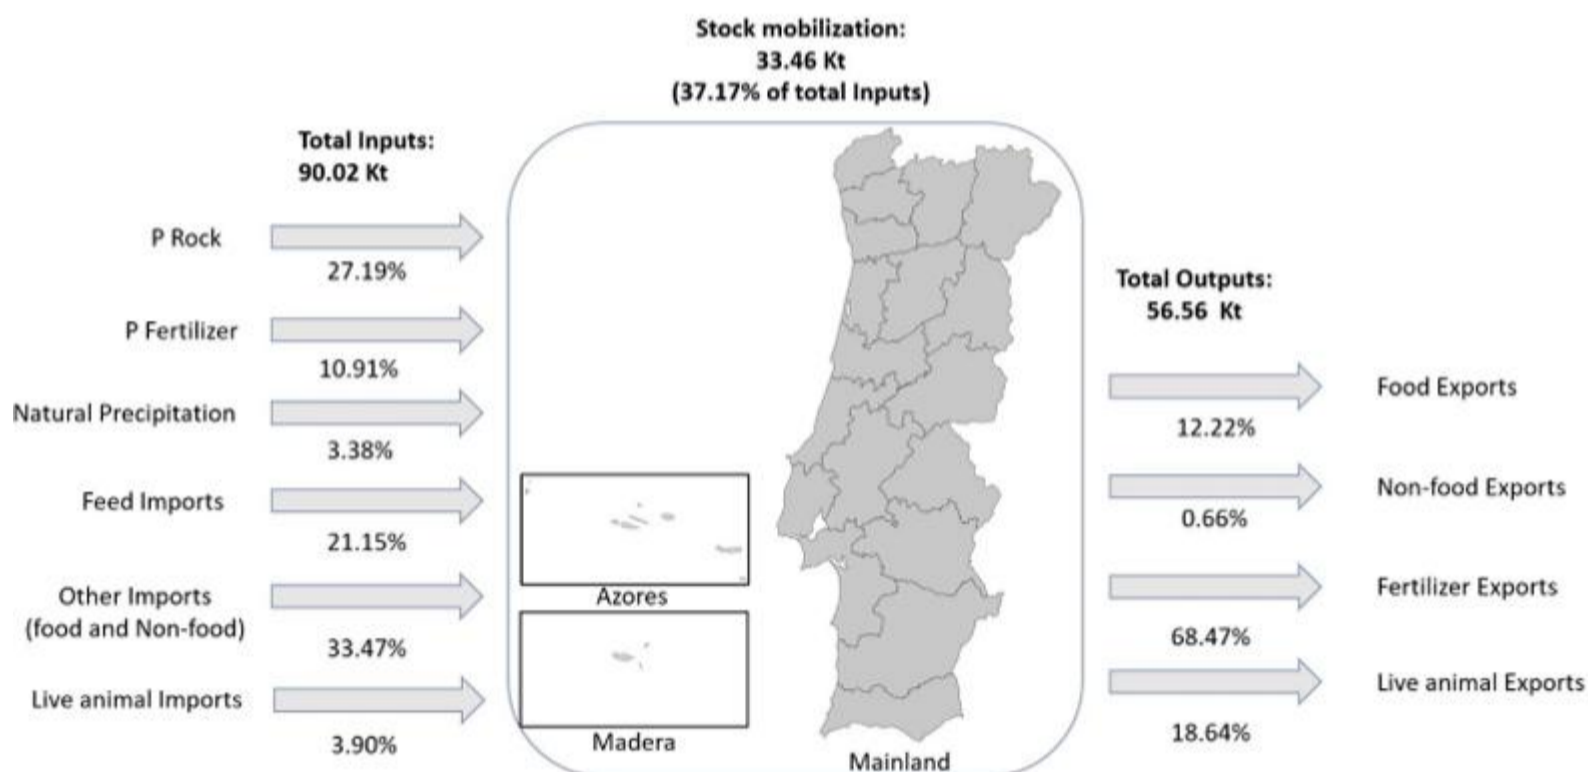 Stock mobilization:
33.46 Kt
(37.17% of total Inputs)
Total Inputs:
90.02 Kt
P Rock
27.19%
P Fertilizer
10.91%
Natural Precipitation
3.38%
Feed Imports
21.15%
Other Imports
(food and Non-food)
33.47%
Live animal Imports
3.90%
Azores
Madera
Mainland
Total Outputs:
56.56 Kt
Food Exports
12.22%
Non-food Exports
0.66%
Fertilizer Exports
68.47%
Live animal Exports
18.64%